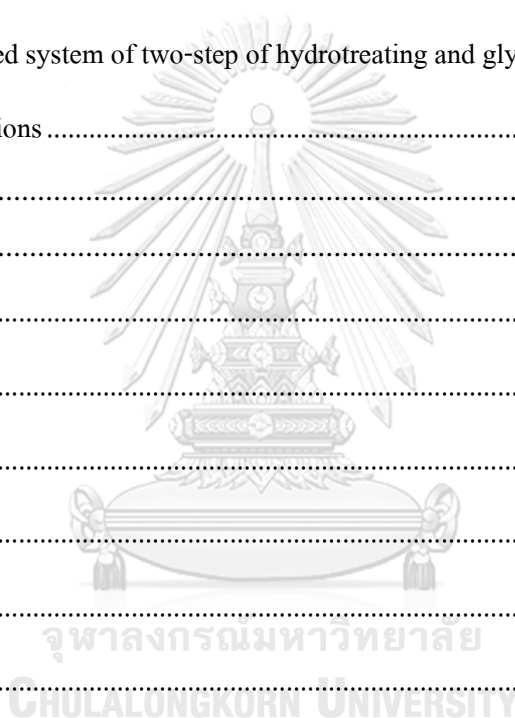 ed system of two-step of hydrotreating and gly
ions ................................................................................
................................................................................
................................................................................
................................................................................
................................................................................
................................................................................
................................................................................
................................................................................
จุฬาลงกรณ์มหาวิทยาลัย
................................................................................
CHULALONGKORN UNIVERSITY